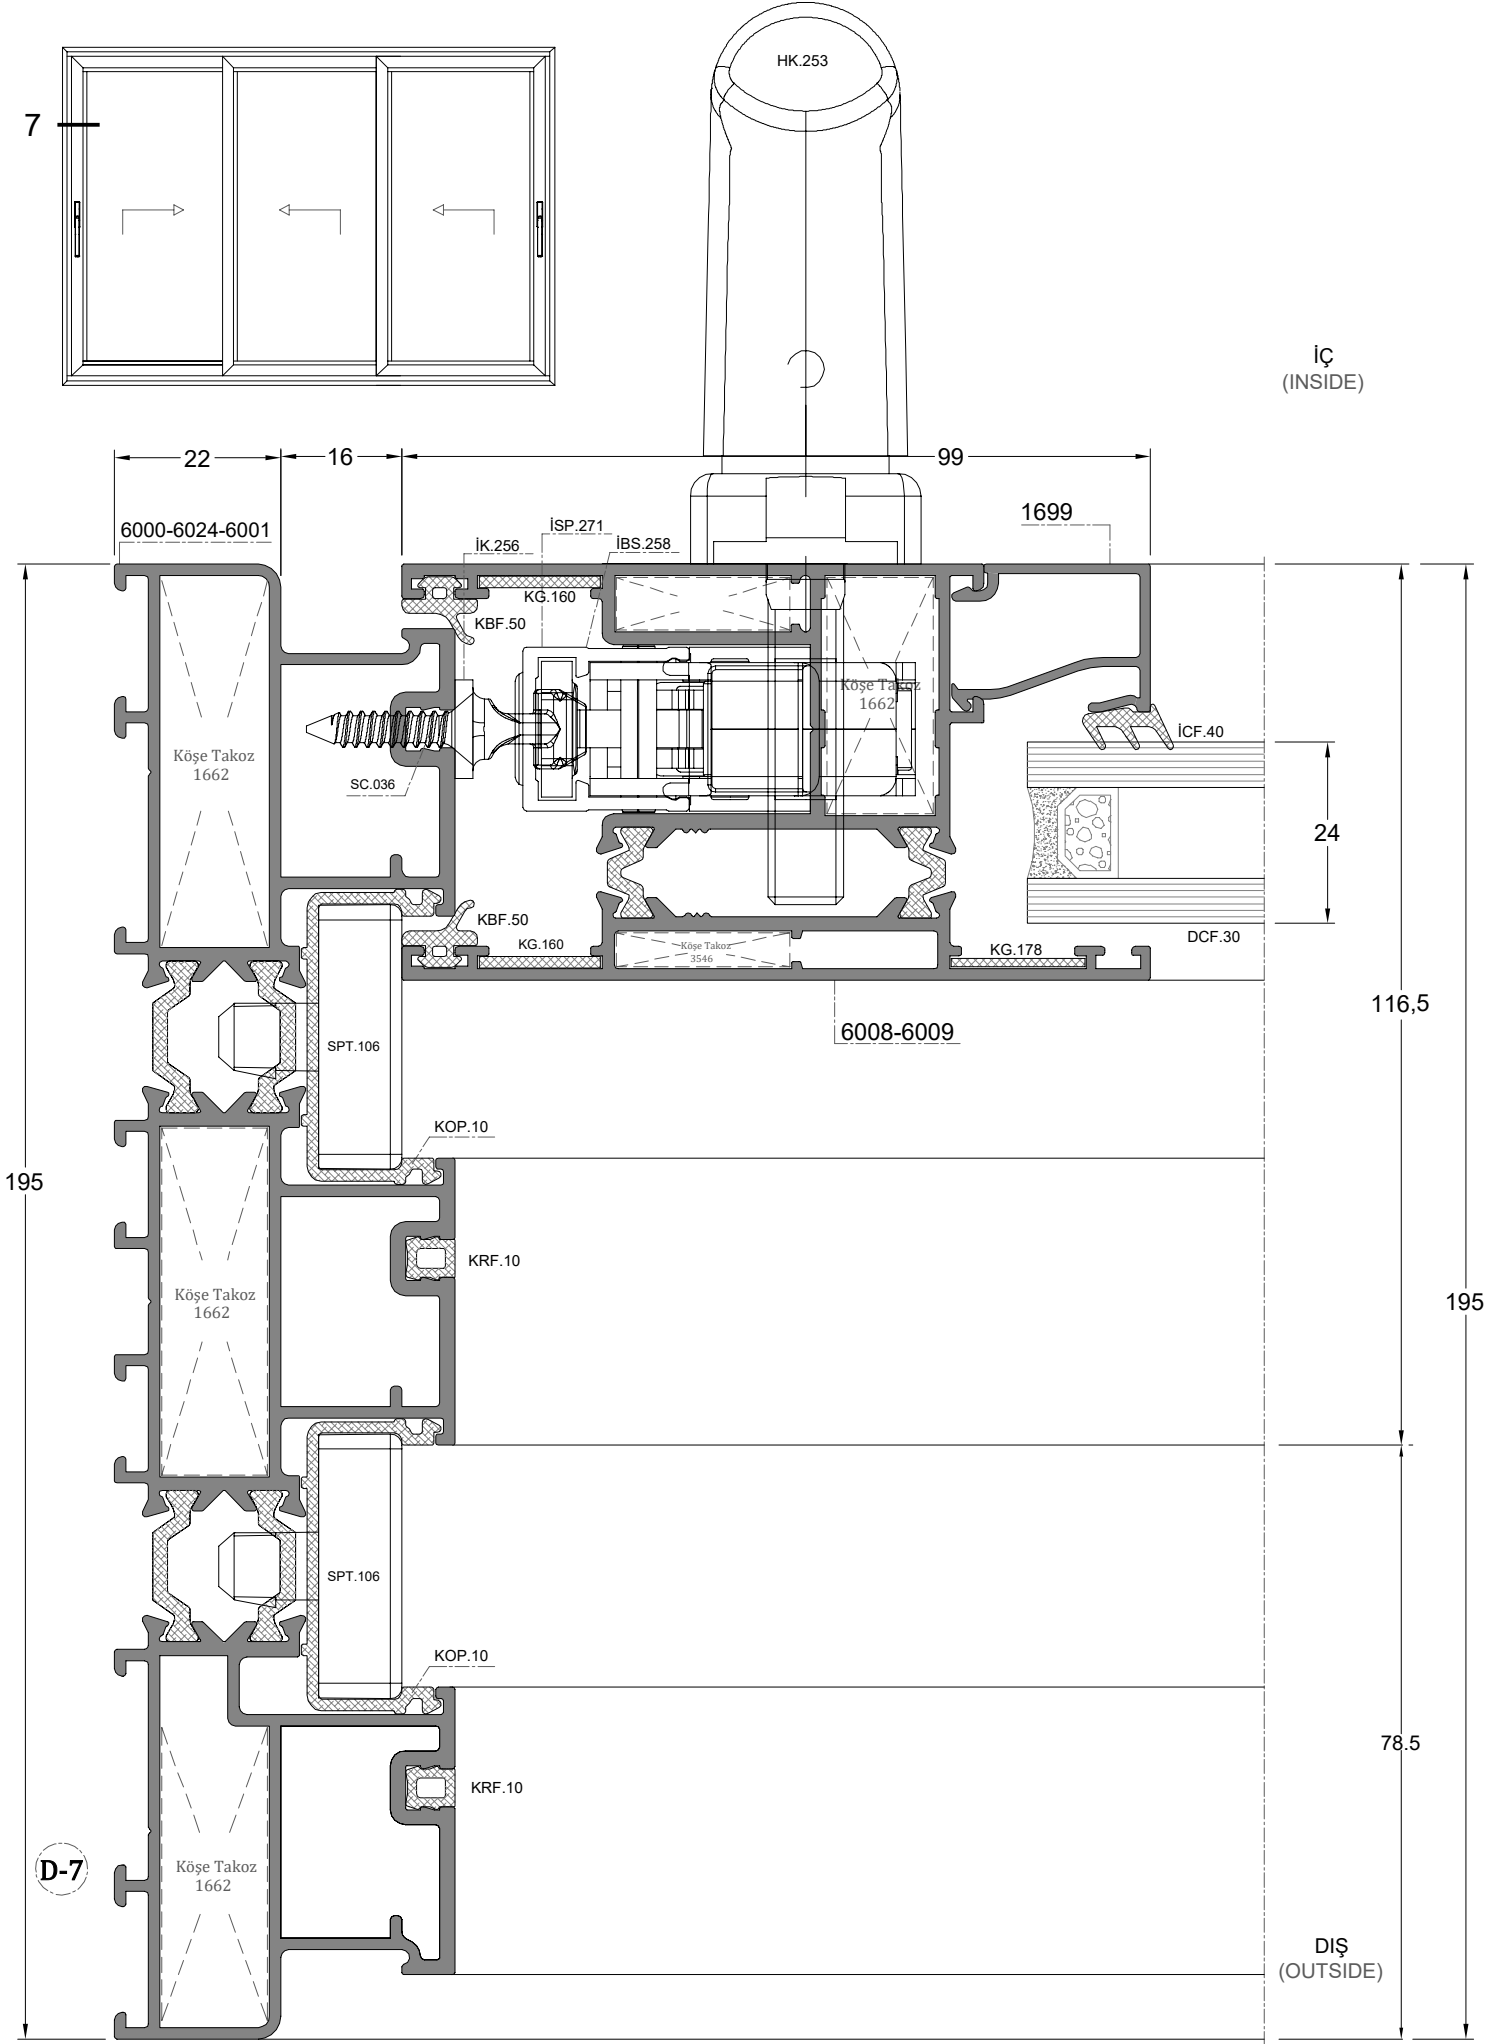 HK.253
7
İÇ
(INSIDE)
22
16
99
6000-6024-6001
İSP.271
İK.256
İBS.258
1699
KG.160
KBF.50
Köşe Takoz
1662
İCF.40
Köşe Takoz
1662
SC.036
24
KBF.50
KG.160
Köşe Takoz
3546
KG.178
DCF.30
116,5
6008-6009
SPT.106
KOP.10
195
KRF.10
Köşe Takoz
1662
195
SPT.106
KOP.10
78.5
KRF.10
D-7
Köşe Takoz
1662
DIŞ
(OUTSIDE)